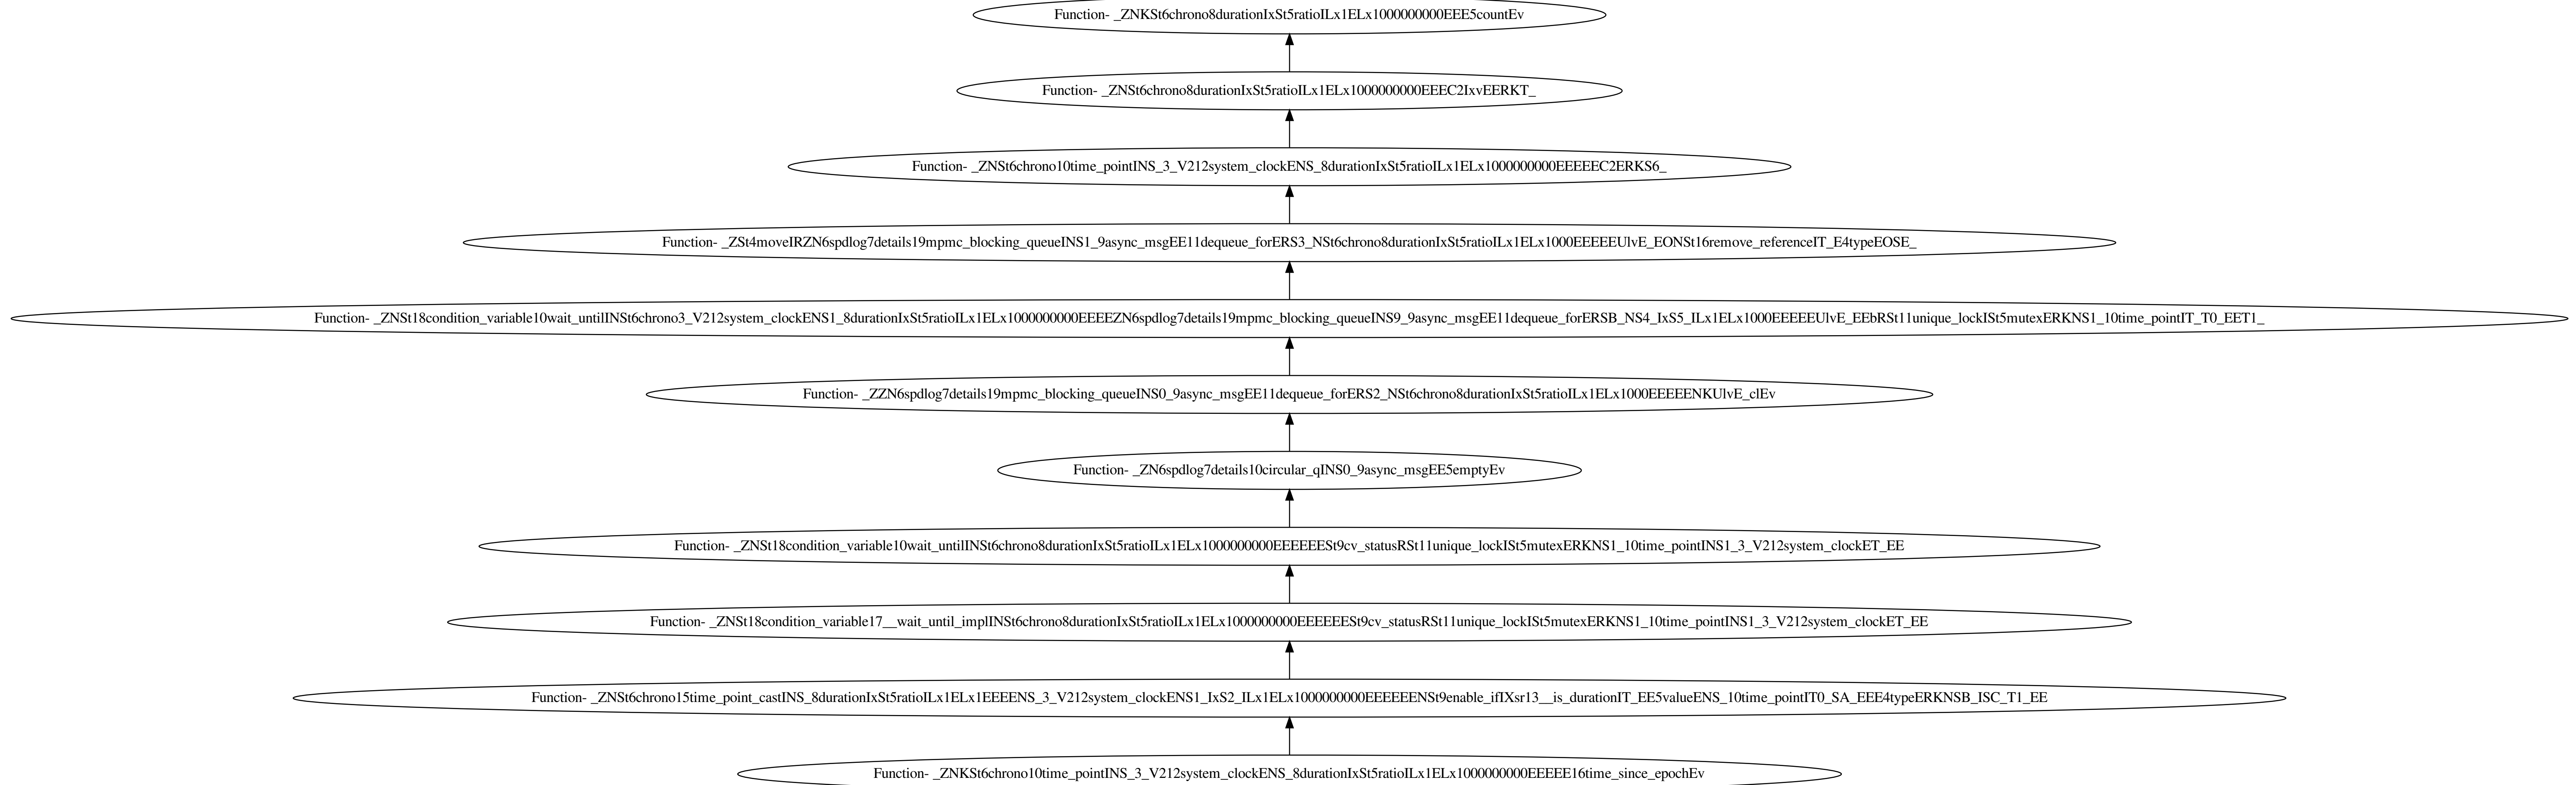 Function- _ZNKSt6chrono8durationIxSt5ratioILx1ELx1000000000EEE5countEv
Function- _ZNSt6chrono8durationIxSt5ratioILx1ELx1000000000EEEC2IxvEERKT_
Function- _ZNSt6chrono10time_pointINS_3_V212system_clockENS_8durationIxSt5ratioILx1ELx1000000000EEEEEC2ERKS6_
Function- _ZSt4moveIRZN6spdlog7details19mpmc_blocking_queueINS1_9async_msgEE11dequeue_forERS3_NSt6chrono8durationIxSt5ratioILx1ELx1000EEEEEUlvE_EONSt16remove_referenceIT_E4typeEOSE_
Function- _ZNSt18condition_variable10wait_untilINSt6chrono3_V212system_clockENS1_8durationIxSt5ratioILx1ELx1000000000EEEEZN6spdlog7details19mpmc_blocking_queueINS9_9async_msgEE11dequeue_forERSB_NS4_IxS5_ILx1ELx1000EEEEEUlvE_EEbRSt11unique_lockISt5mutexERKNS1_10time_pointIT_T0_EET1_
Function- _ZZN6spdlog7details19mpmc_blocking_queueINS0_9async_msgEE11dequeue_forERS2_NSt6chrono8durationIxSt5ratioILx1ELx1000EEEEENKUlvE_clEv
Function- _ZN6spdlog7details10circular_qINS0_9async_msgEE5emptyEv
Function- _ZNSt18condition_variable10wait_untilINSt6chrono8durationIxSt5ratioILx1ELx1000000000EEEEEESt9cv_statusRSt11unique_lockISt5mutexERKNS1_10time_pointINS1_3_V212system_clockET_EE
Function- _ZNSt18condition_variable17__wait_until_implINSt6chrono8durationIxSt5ratioILx1ELx1000000000EEEEEESt9cv_statusRSt11unique_lockISt5mutexERKNS1_10time_pointINS1_3_V212system_clockET_EE
Function- _ZNSt6chrono15time_point_castINS_8durationIxSt5ratioILx1ELx1EEEENS_3_V212system_clockENS1_IxS2_ILx1ELx1000000000EEEEEENSt9enable_ifIXsr13__is_durationIT_EE5valueENS_10time_pointIT0_SA_EEE4typeERKNSB_ISC_T1_EE
Function- _ZNKSt6chrono10time_pointINS_3_V212system_clockENS_8durationIxSt5ratioILx1ELx1000000000EEEEE16time_since_epochEv